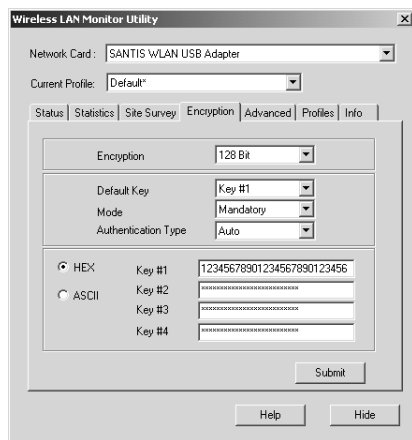 Wireless LAN Monitor Utility
Network Card : SANTIS WLAN USB Adapter
Current Profile: Default*
Status Statistics Site Survey Encryption Advanced Profiles Info
Encryption 128 Bit
Default Key Key #1
Mode Mandatory
Authentication Type Auto
HEX Key #1 12345678901234567890123456
ASCII Key #2 **************************
Key #3 **************************
Key #4 **************************
Submit
Help Hide